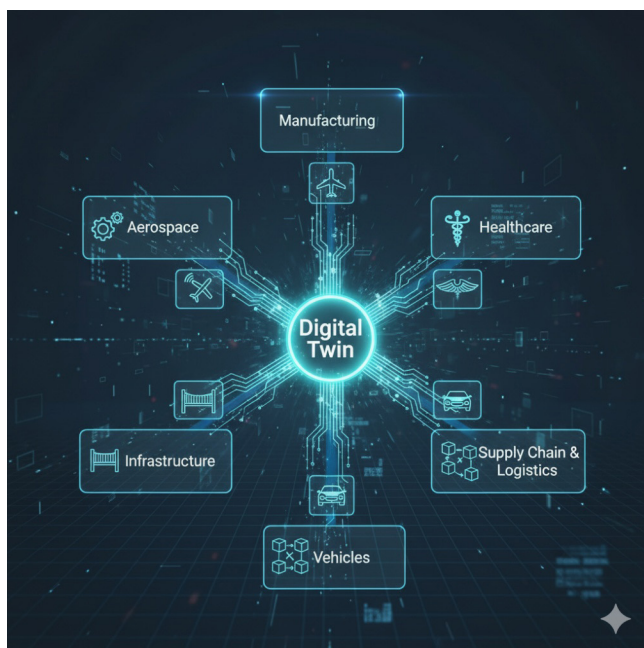 Manufacturing
Aerospace
Healthcare
Digital
Twin
Infrastructure
Supply Chain &
Logistics
Vehicles